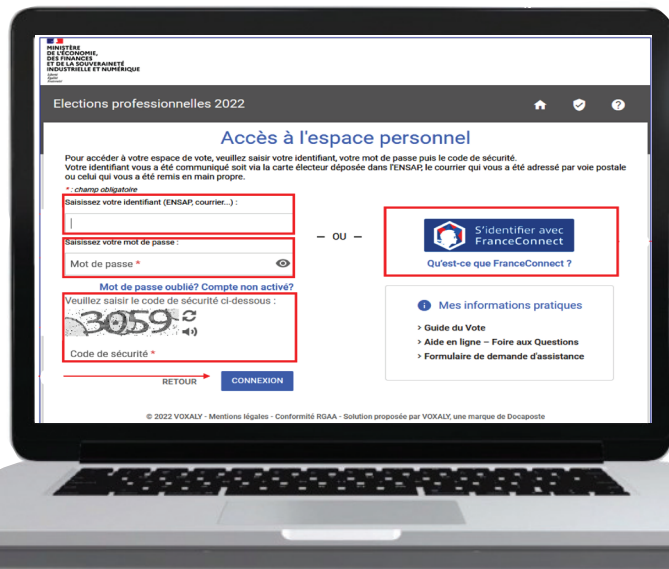 MINISTÈRE
DE L'ÉCONOMIE,
DES FINANCES
ET DE LA SOUVERAINETÉ
INDUSTRIELLE ET NUMÉRIQUE
Liberté
Égalité
Fraternité
Elections professionnelles 2022
Accès à l'espace personnel
Pour accéder à votre espace de vote, veuillez saisir votre identifiant, votre mot de passe puis le code de sécurité.
Votre identifiant vous a été communiqué soit via la carte électeur déposée dans l'ENSAP, le courrier qui vous a été adressé par voie postale
ou celui qui vous a été remis en main propre.
* : champ obligatoire
Saisissez votre identifiant (ENSAP, courrier...) :
Saisissez votre mot de passe :
Mot de passe *
Mot de passe oublié? Compte non activé?
Veuillez saisir le code de sécurité ci-dessous :
3059
Code de sécurité *
RETOUR
CONNEXION
— OU —
S'identifier avec
FranceConnect
Qu'est-ce que FranceConnect ?
Mes informations pratiques
> Guide du Vote
> Aide en ligne – Foire aux Questions
> Formulaire de demande d'assistance
© 2022 VOXALY - Mentions légales - Conformité RGAA - Solution proposée par VOXALY, une marque de Docaposte